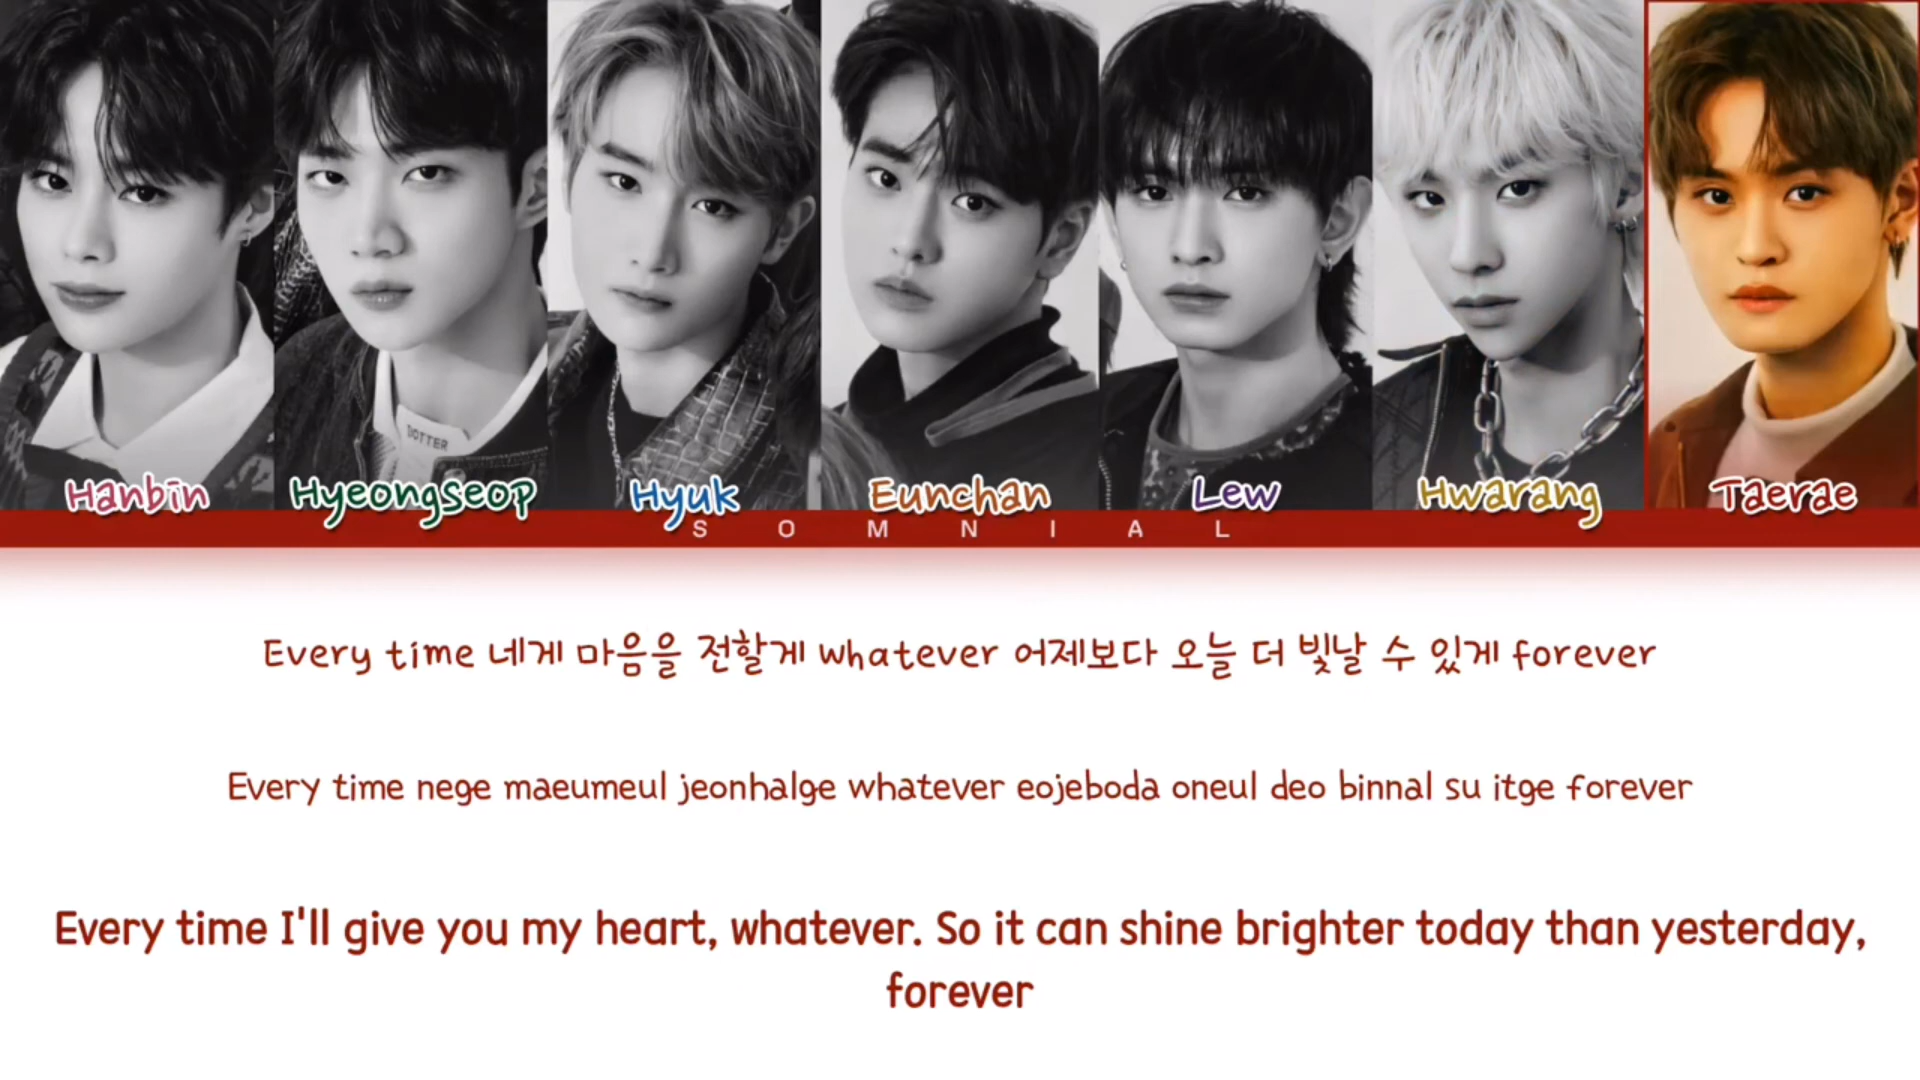 DOTTER
Hanbin Hyeongseop Hyuk Eunchan Lew Hwarang Taerae
SOMNIAL
Every time 네게 마음을 전할게 whatever 어제보다 오늘 더 빛날 수 있게 forever
Every time nege maeumeul jeonhalge whatever eojeboda oneul deo binnal su itge forever
Every time I'll give you my heart, whatever. So it can shine brighter today than yesterday,
forever